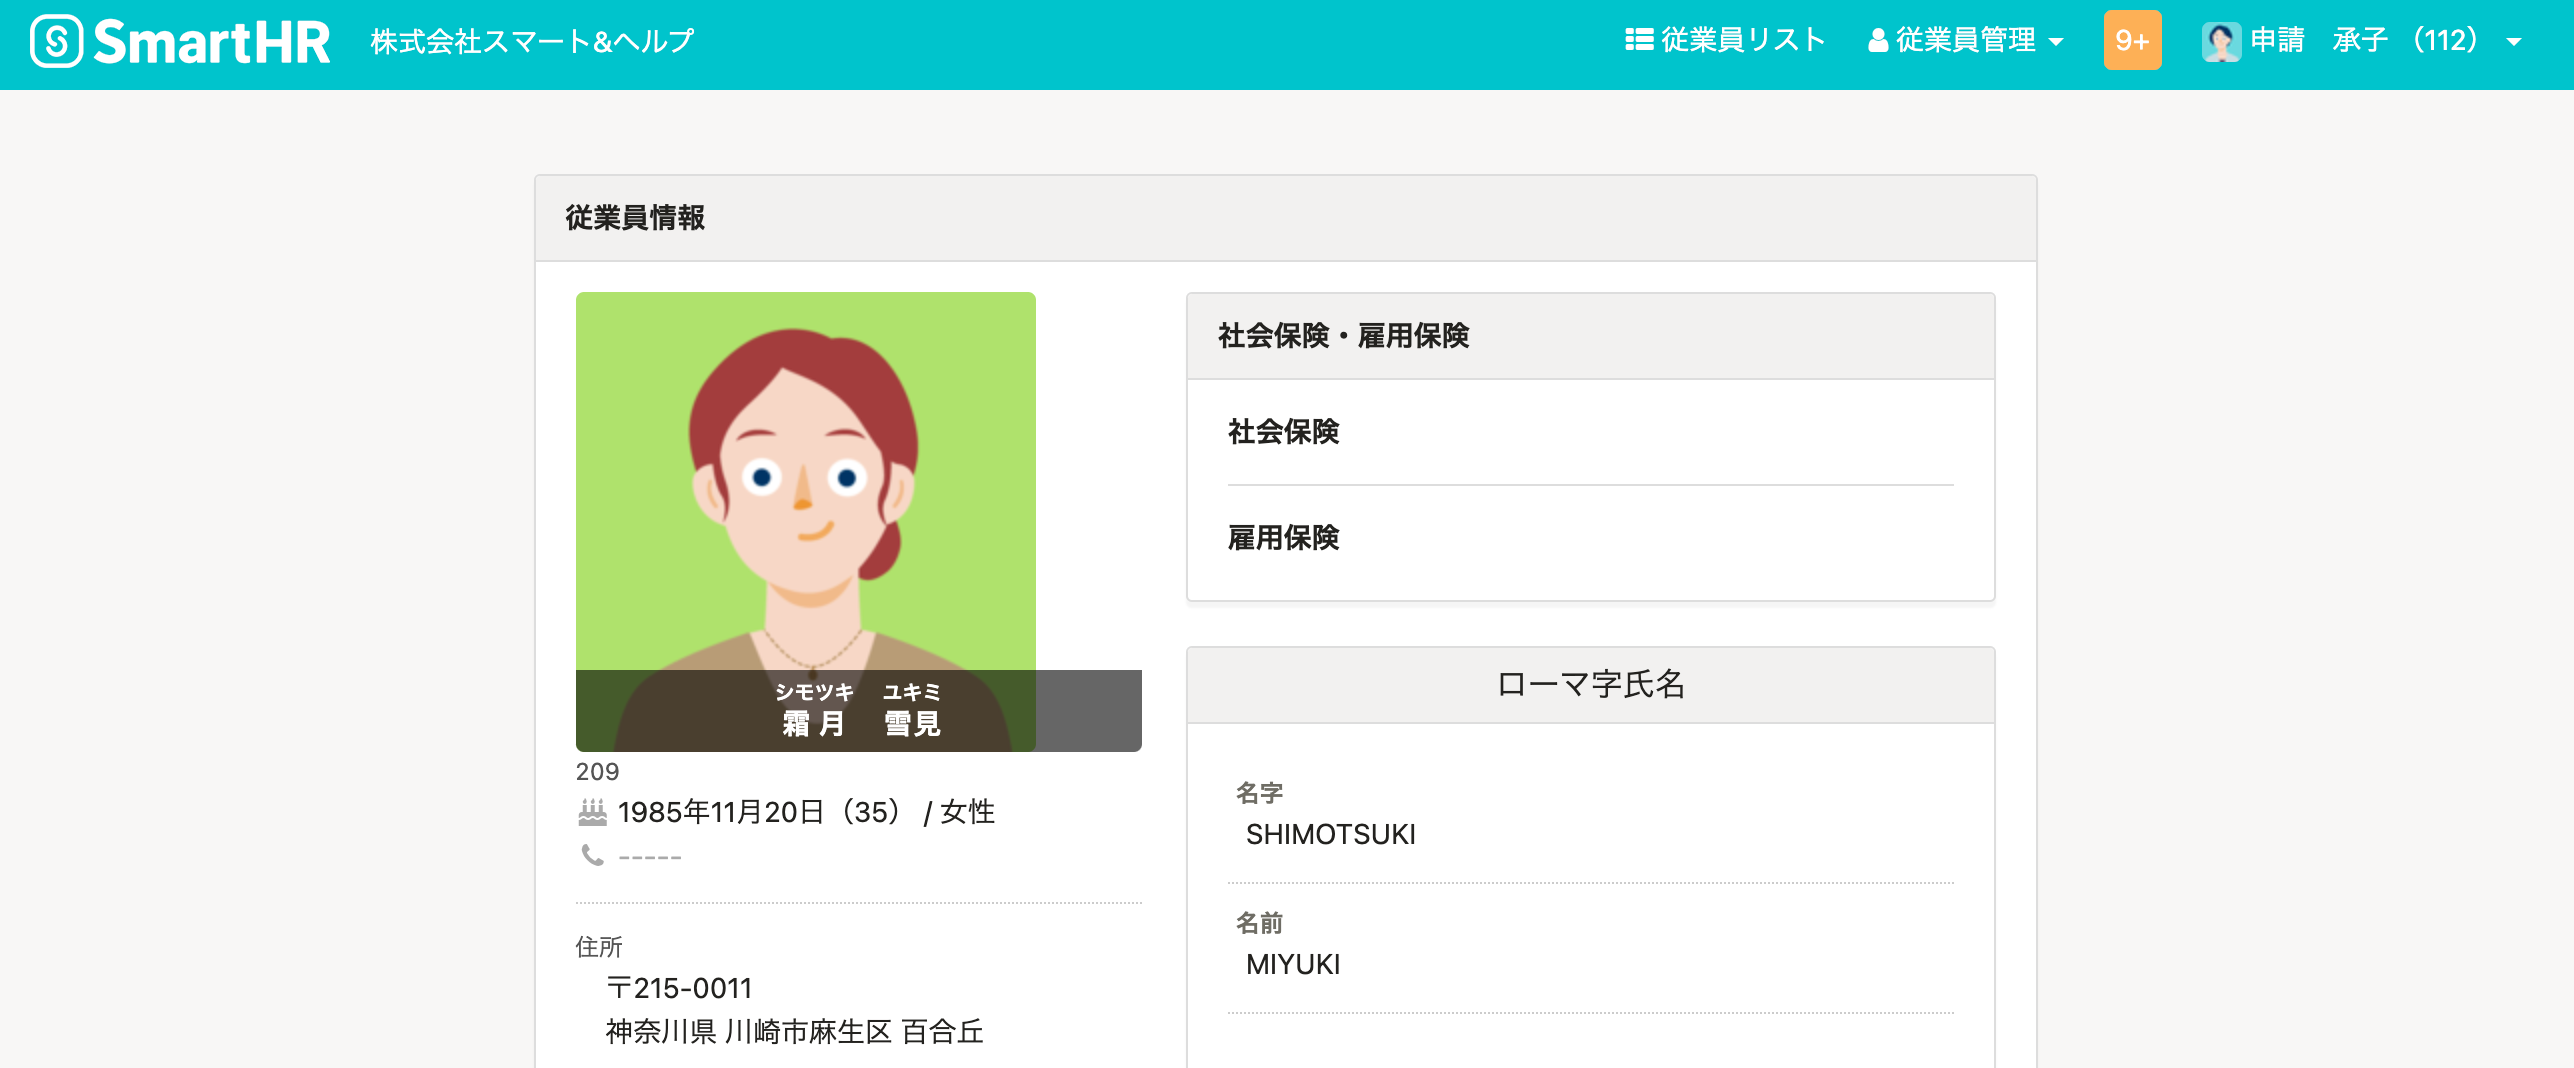 SmartHR 株式会社スマート&ヘルプ 従業員リスト 従業員管理 9+ 申請 承子 （112）
従業員情報
シモツキ ユキミ
霜月 雪見
209
1985年11月20日（35） / 女性
-----
住所
〒215-0011
神奈川県 川崎市麻生区 百合丘
社会保険・雇用保険
社会保険
雇用保険
ローマ字氏名
名字
SHIMOTSUKI
名前
MIYUKI